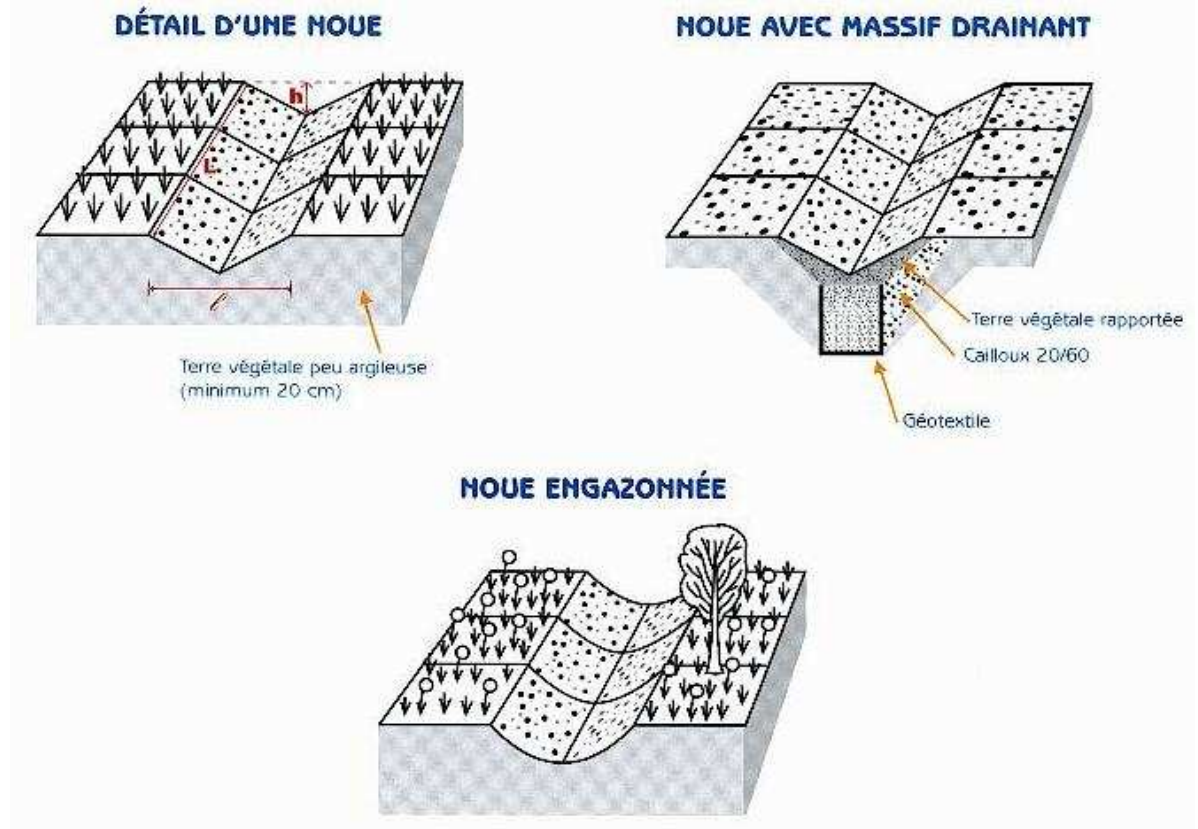 DÉTAIL D'UNE NOUE
NOUE AVEC MASSIF DRAINANT
h
L
l
Terre végétale peu argileuse
(minimum 20 cm)
Terre végétale rapportée
Cailloux 20/60
Géotextile
NOUE ENGAZONNÉE